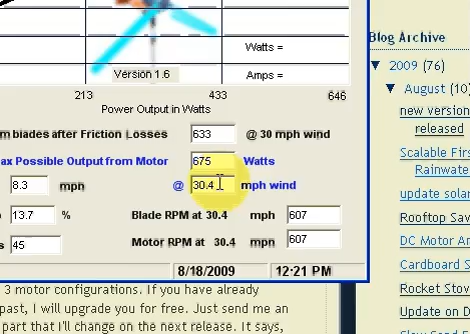 Watts =
Version 1.6
Amps =
213 433 646
Power Output in Watts
m blades after Friction Losses 633 @ 30 mph wind
ax Possible Output from Motor 675 Watts
8.3 mph @ 30.4 mph wind
13.7 % Blade RPM at 30.4 mph 607
s 45 Motor RPM at 30.4 mph 607
8/18/2009 12:21 PM
3 motor configurations. If you have already
past, I will upgrade you for free. Just send me an
part that I'll change on the next release. It says,
Blog Archive
▼ 2009 (76)
▼ August (10)
new version
released
Scalable First
Rainwate
update solar
Rooftop Sav
DC Motor A
Cardboard S
Rocket Stov
Update on